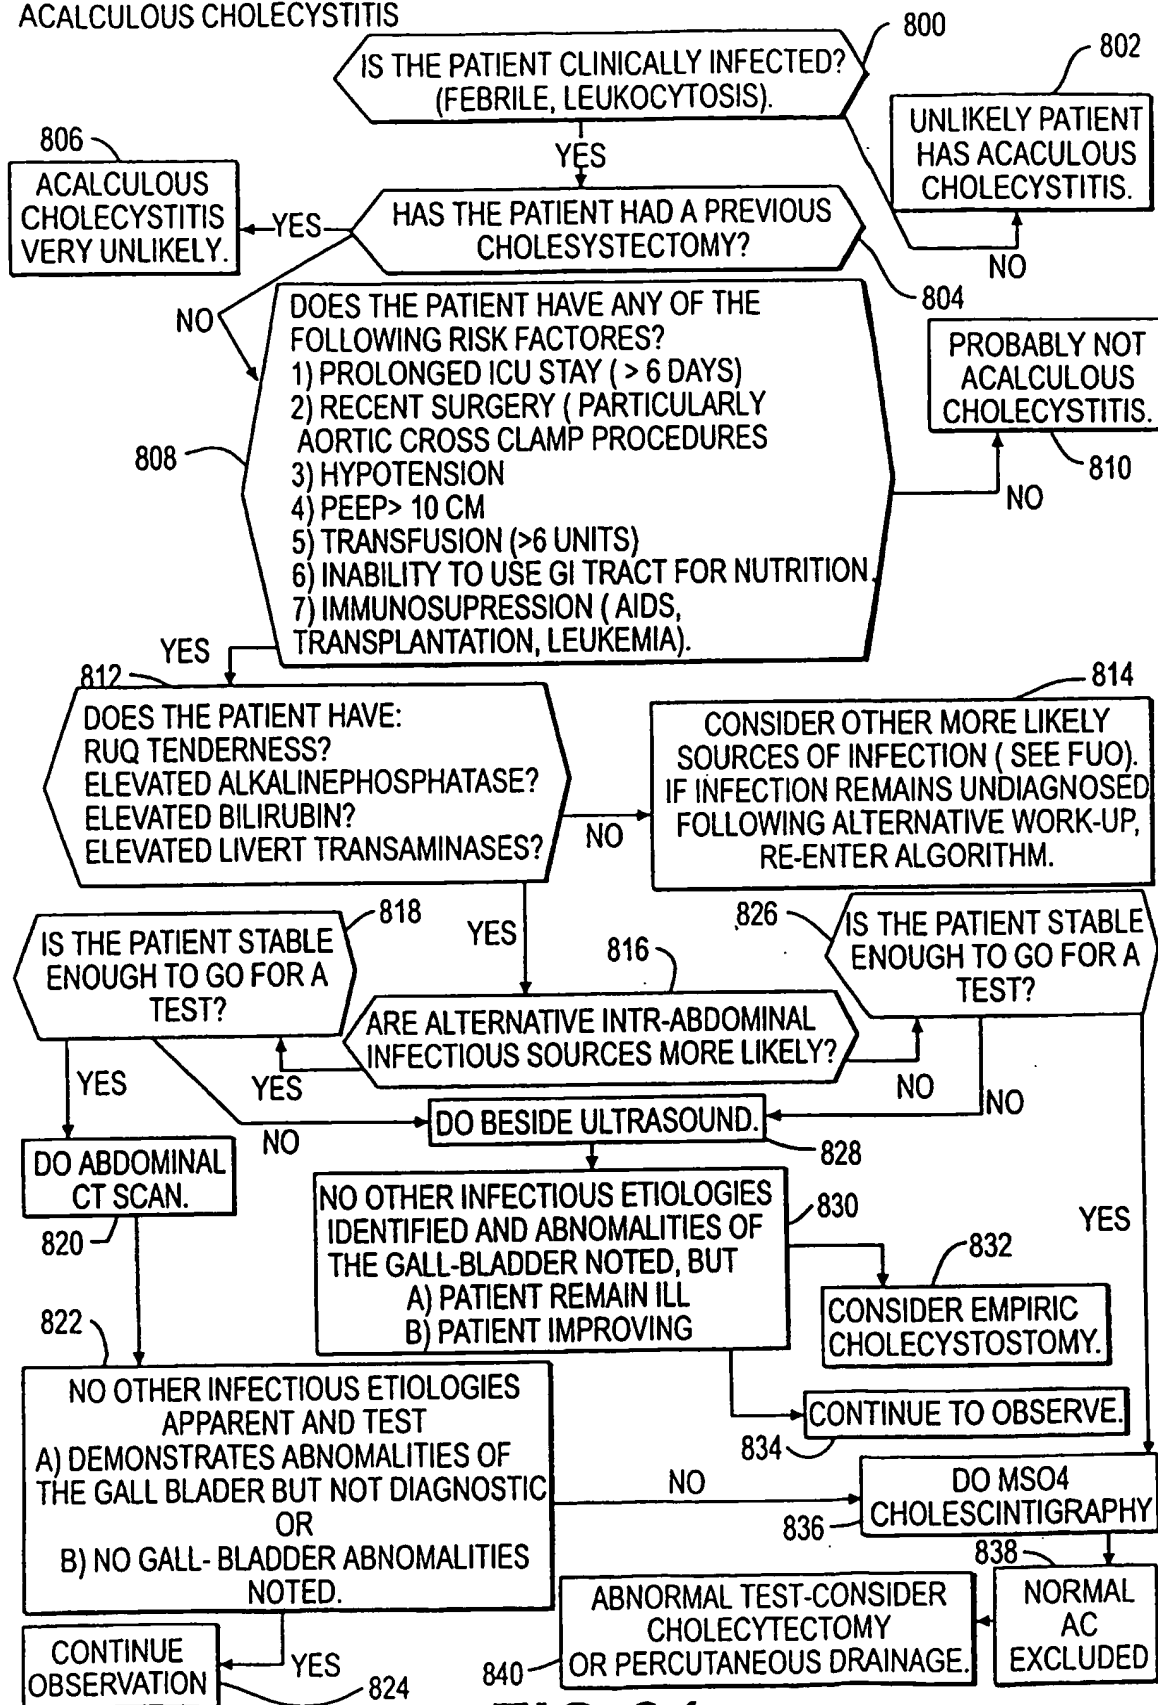 ACALCULOUS CHOLECYSTITIS
800
IS THE PATIENT CLINICALLY INFECTED?
(FEBRILE, LEUKOCYTOSIS).
802
UNLIKELY PATIENT
HAS ACACULOUS
CHOLECYSTITIS.
YES
NO
806
ACALCULOUS
CHOLECYSTITIS
VERY UNLIKELY.
YES
HAS THE PATIENT HAD A PREVIOUS
CHOLESYSTECTOMY?
804
NO
DOES THE PATIENT HAVE ANY OF THE
FOLLOWING RISK FACTORES?
1) PROLONGED ICU STAY ( > 6 DAYS)
2) RECENT SURGERY ( PARTICULARLY
AORTIC CROSS CLAMP PROCEDURES
3) HYPOTENSION
4) PEEP> 10 CM
5) TRANSFUSION (>6 UNITS)
6) INABILITY TO USE GI TRACT FOR NUTRITION.
7) IMMUNOSUPRESSION ( AIDS,
TRANSPLANTATION, LEUKEMIA).
808
PROBABLY NOT
ACALCULOUS
CHOLECYSTITIS.
810
NO
YES
812
DOES THE PATIENT HAVE:
RUQ TENDERNESS?
ELEVATED ALKALINEPHOSPHATASE?
ELEVATED BILIRUBIN?
ELEVATED LIVERT TRANSAMINASES?
NO
814
CONSIDER OTHER MORE LIKELY
SOURCES OF INFECTION ( SEE FUO).
IF INFECTION REMAINS UNDIAGNOSED
FOLLOWING ALTERNATIVE WORK-UP,
RE-ENTER ALGORITHM.
YES
818
IS THE PATIENT STABLE
ENOUGH TO GO FOR A
TEST?
816
ARE ALTERNATIVE INTR-ABDOMINAL
INFECTIOUS SOURCES MORE LIKELY?
826
IS THE PATIENT STABLE
ENOUGH TO GO FOR A
TEST?
YES
YES
NO
NO
NO
DO BESIDE ULTRASOUND.
828
DO ABDOMINAL
CT SCAN.
820
NO OTHER INFECTIOUS ETIOLOGIES
IDENTIFIED AND ABNOMALITIES OF
THE GALL-BLADDER NOTED, BUT
A) PATIENT REMAIN ILL
B) PATIENT IMPROVING
830
YES
832
CONSIDER EMPIRIC
CHOLECYSTOSTOMY.
CONTINUE TO OBSERVE.
834
822
NO OTHER INFECTIOUS ETIOLOGIES
APPARENT AND TEST
A) DEMONSTRATES ABNOMALITIES OF
THE GALL BLADER BUT NOT DIAGNOSTIC
OR
B) NO GALL- BLADDER ABNOMALITIES
NOTED.
NO
DO MSO4
CHOLESCINTIGRAPHY
836
838
NORMAL
AC
EXCLUDED
ABNORMAL TEST-CONSIDER
CHOLECYTECTOMY
OR PERCUTANEOUS DRAINAGE.
840
CONTINUE
OBSERVATION
YES
824